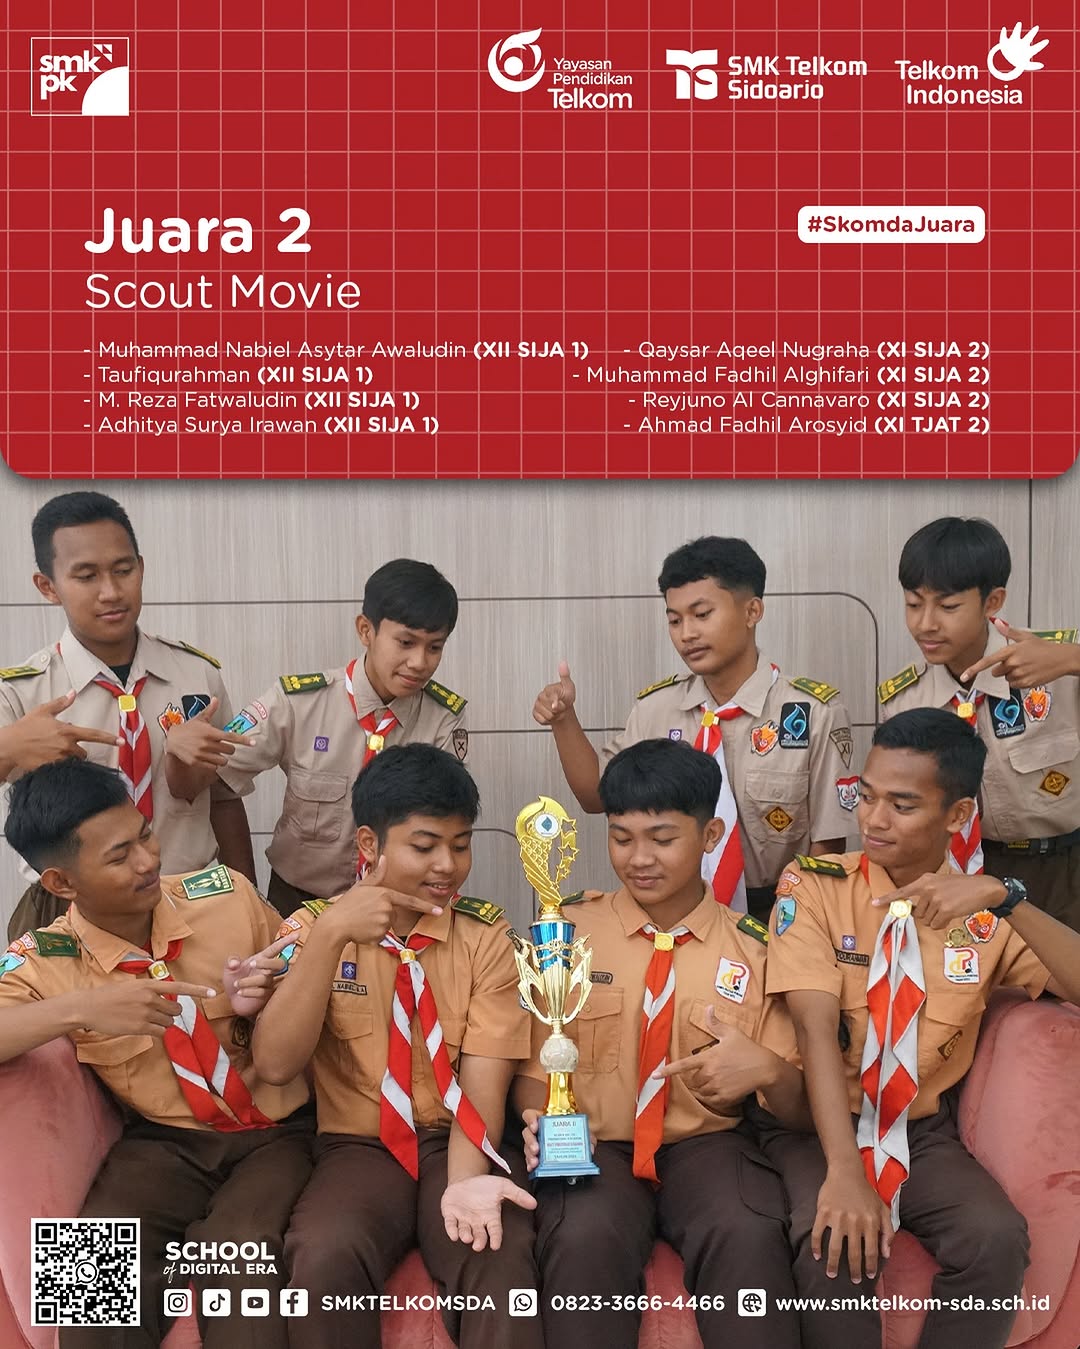 smk
pk
Yayasan
Pendidikan
Telkom
SMK Telkom
Sidoarjo
Telkom
Indonesia
Juara 2
#SkomdaJuara
Scout Movie
- Muhammad Nabiel Asytar Awaludin (XII SIJA 1)
- Taufiqurahman (XII SIJA 1)
- M. Reza Fatwaludin (XII SIJA 1)
- Adhitya Surya Irawan (XII SIJA 1)
- Qaysar Aqeel Nugraha (XI SIJA 2)
- Muhammad Fadhil Alghifari (XI SIJA 2)
- Reyjuno Al Cannavaro (XI SIJA 2)
- Ahmad Fadhil Arosyid (XI TJAT 2)
XI
JUARA II
SCHOOL
of DIGITAL ERA
SMKTELKOMSDA
0823-3666-4466
www.smktelkom-sda.sch.id